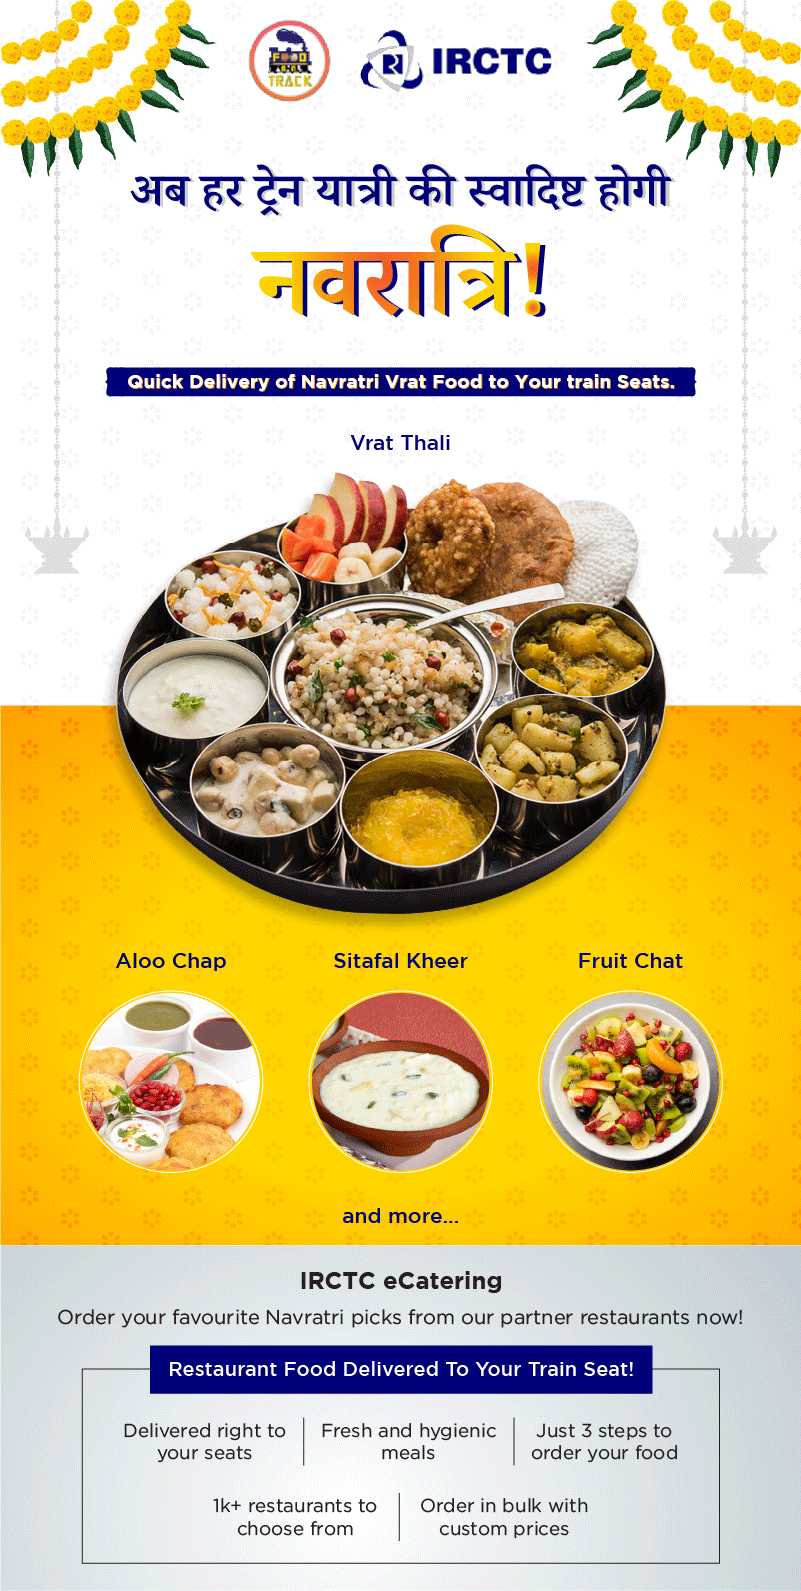 FOOD
ON
TRACK
IRCTC
अब हर ट्रेन यात्री की स्वादिष्ट होगी
नवरात्रि!
Quick Delivery of Navratri Vrat Food to Your train Seats.
Vrat Thali
Aloo Chap
Sitafal Kheer
Fruit Chat
and more...
IRCTC eCatering
Order your favourite Navratri picks from our partner restaurants now!
Restaurant Food Delivered To Your Train Seat!
Delivered right to
your seats
Fresh and hygienic
meals
Just 3 steps to
order your food
1k+ restaurants to
choose from
Order in bulk with
custom prices